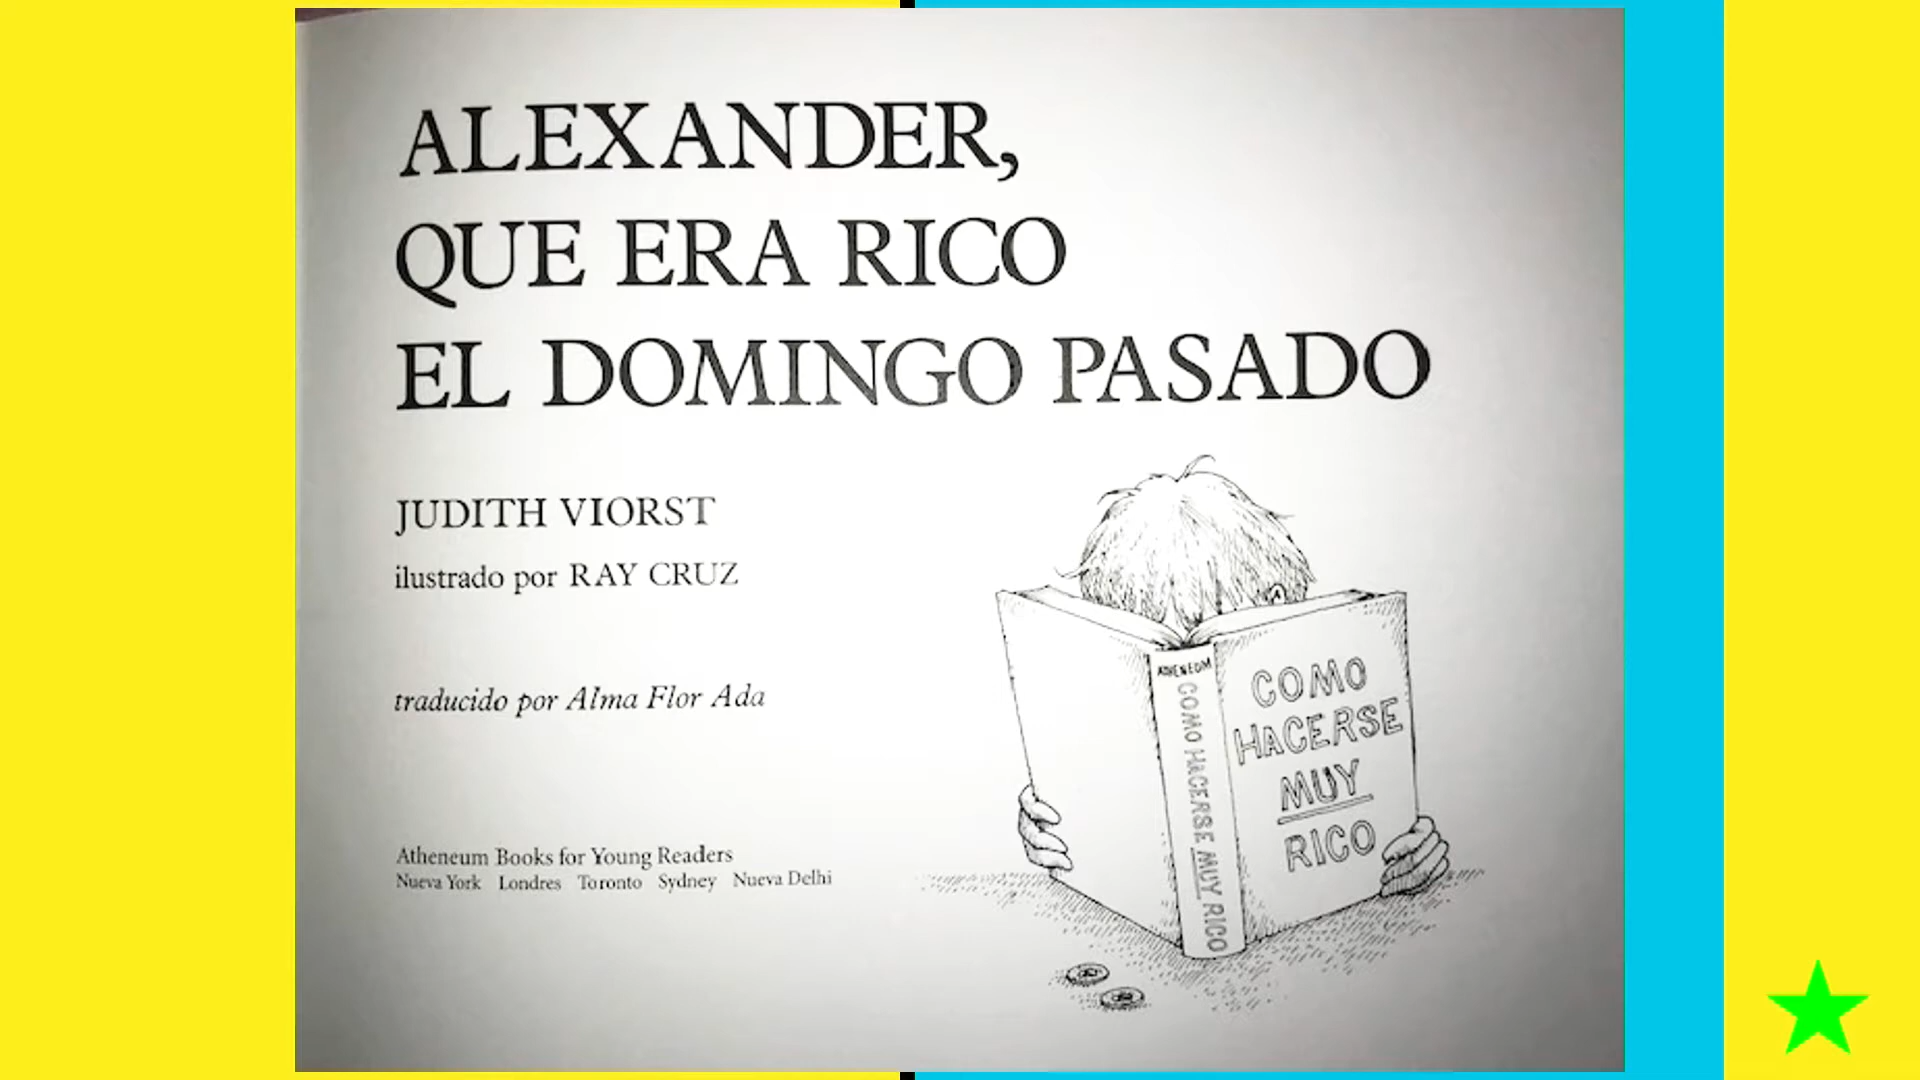 ALEXANDER,
QUE ERA RICO
EL DOMINGO PASADO
JUDITH VIORST
ilustrado por RAY CRUZ
traducido por Alma Flor Ada
Atheneum Books for Young Readers
Nueva York Londres Toronto Sydney Nueva Delhi
ATHENEUM
COMO HACERSE MUY RICO
COMO
HACERSE
MUY
RICO